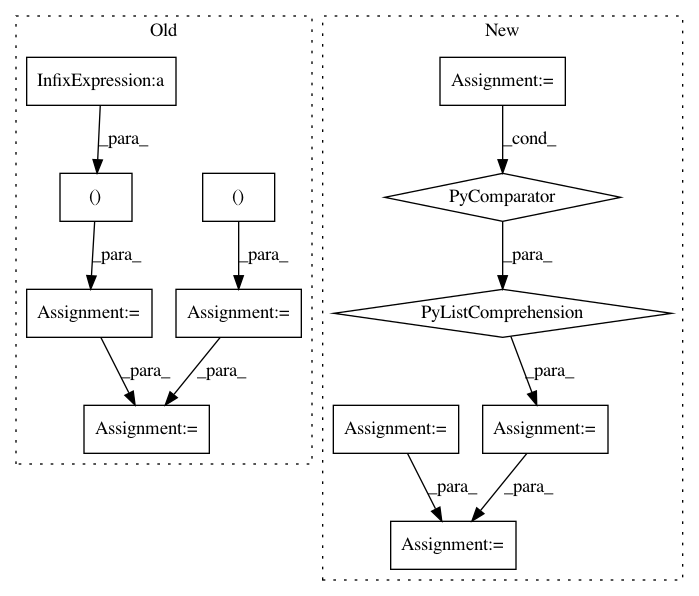 Old
New
InfixExpression:a
Assignment:=
_para_
_cond_
()
()
PyComparator
_para_
_para_
_para_
Assignment:=
Assignment:=
PyListComprehension
_para_
_para_
_para_
Assignment:=
Assignment:=
Assignment:=
_para_
_para_
Assignment:=